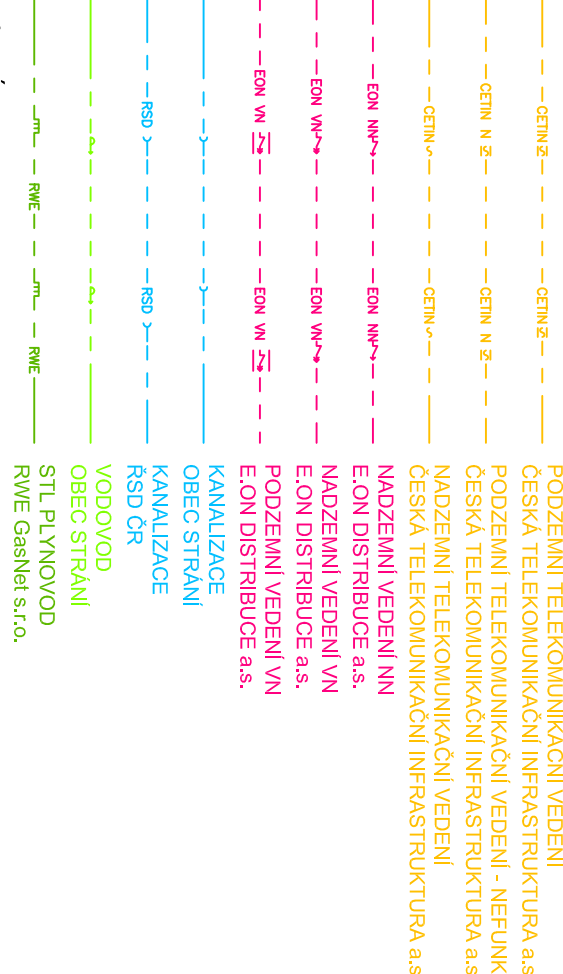 CETIN CETIN
PODZEMNÍ TELEKOMUNIKAČNÍ VEDENÍ
ČESKÁ TELEKOMUNIKAČNÍ INFRASTRUKTURA a.s
CETIN N CETIN N
PODZEMNÍ TELEKOMUNIKAČNÍ VEDENÍ - NEFUNK
ČESKÁ TELEKOMUNIKAČNÍ INFRASTRUKTURA a.s
CETIN CETIN
NADZEMNÍ TELEKOMUNIKAČNÍ VEDENÍ
ČESKÁ TELEKOMUNIKAČNÍ INFRASTRUKTURA a.s
EON NN EON NN
NADZEMNÍ VEDENÍ NN
E.ON DISTRIBUCE a.s.
EON VN EON VN
NADZEMNÍ VEDENÍ VN
E.ON DISTRIBUCE a.s.
EON VN EON VN
PODZEMNÍ VEDENÍ VN
E.ON DISTRIBUCE a.s.
KANALIZACE
OBEC STRÁNÍ
RSD RSD
KANALIZACE
ŘSD ČR
VODOVOD
OBEC STRÁNÍ
RWE RWE
STL PLYNOVOD
RWE GasNet s.r.o.